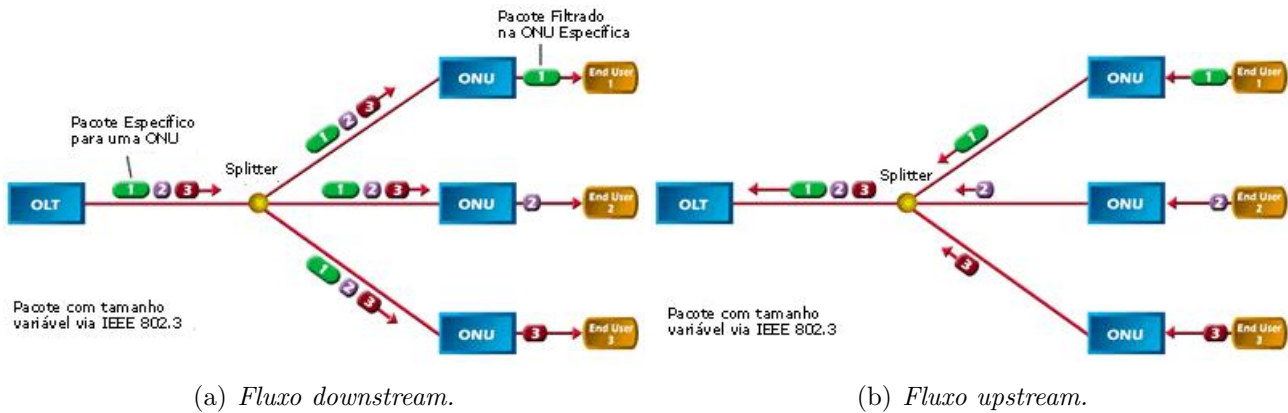 Pacote Filtrado
na ONU Específica
ONU
1
End User
1
1
2
3
Pacote Específico
para uma ONU
Splitter
OLT
1
2
3
1
2
3
ONU
2
End User
2
1
2
3
Pacote com tamanho
variável via IEEE 802.3
ONU
3
End User
3
(a) Fluxo downstream.
ONU
1
End User
1
1
Splitter
OLT
1
2
3
2
ONU
2
End User
2
3
Pacote com tamanho
variável via IEEE 802.3
ONU
3
End User
3
(b) Fluxo upstream.